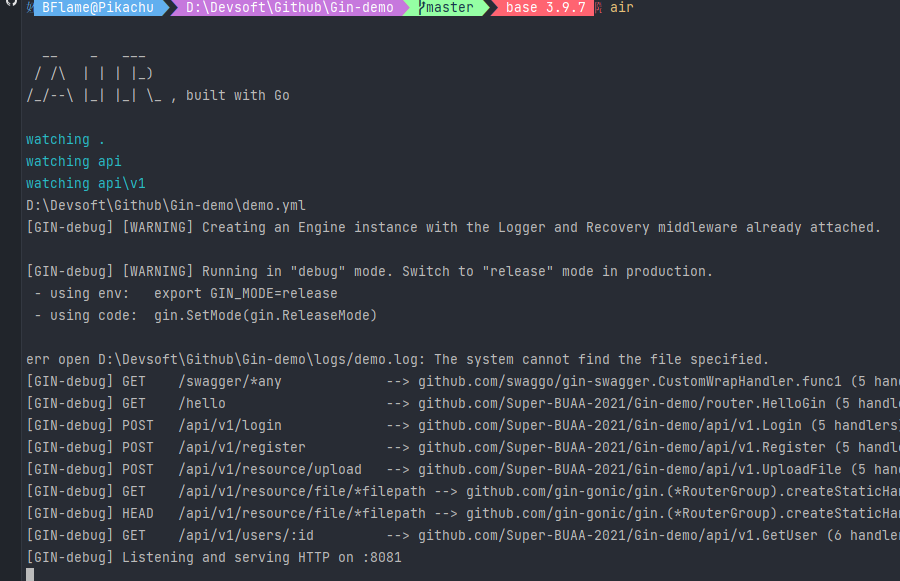 BFlame@Pikachu D:\Devsoft\Github\Gin-demo master base 3.9.7 air
  __    _   ___
 / /\  | | | |_)
/_/--\ |_| |_| \_ , built with Go
watching .
watching api
watching api\v1
D:\Devsoft\Github\Gin-demo\demo.yml
[GIN-debug] [WARNING] Creating an Engine instance with the Logger and Recovery middleware already attached.
[GIN-debug] [WARNING] Running in "debug" mode. Switch to "release" mode in production.
 - using env:   export GIN_MODE=release
 - using code:  gin.SetMode(gin.ReleaseMode)
err open D:\Devsoft\Github\Gin-demo\logs/demo.log: The system cannot find the file specified.
[GIN-debug] GET    /swagger/*any             --> github.com/swaggo/gin-swagger.CustomWrapHandler.func1 (5 hand
[GIN-debug] GET    /hello                    --> github.com/Super-BUAA-2021/Gin-demo/router.HelloGin (5 handle
[GIN-debug] POST   /api/v1/login             --> github.com/Super-BUAA-2021/Gin-demo/api/v1.Login (5 handlers
[GIN-debug] POST   /api/v1/register          --> github.com/Super-BUAA-2021/Gin-demo/api/v1.Register (5 handl
[GIN-debug] POST   /api/v1/resource/upload   --> github.com/Super-BUAA-2021/Gin-demo/api/v1.UploadFile (5 hand
[GIN-debug] GET    /api/v1/resource/file/*filepath --> github.com/gin-gonic/gin.(*RouterGroup).createStaticHan
[GIN-debug] HEAD   /api/v1/resource/file/*filepath --> github.com/gin-gonic/gin.(*RouterGroup).createStaticHan
[GIN-debug] GET    /api/v1/users/:id         --> github.com/Super-BUAA-2021/Gin-demo/api/v1.GetUser (6 handler
[GIN-debug] Listening and serving HTTP on :8081